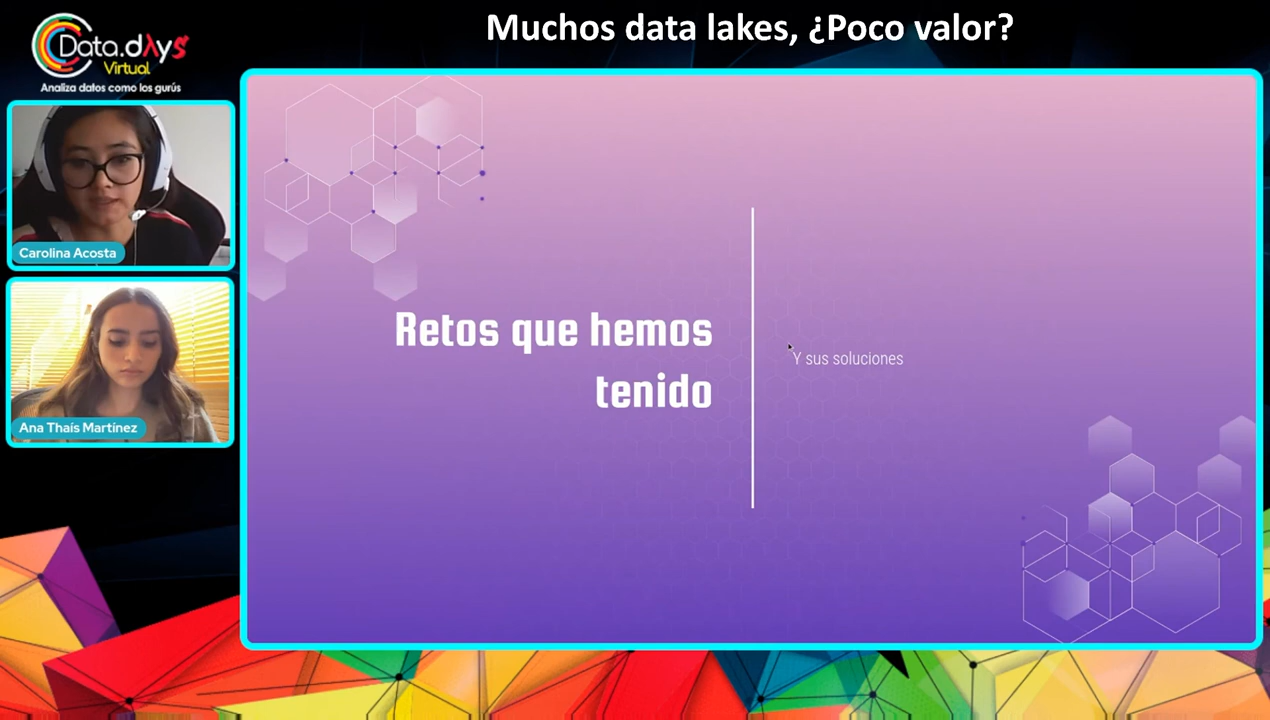 Muchos data lakes, ¿Poco valor?
Data.dAys
Virtual
Analiza datos como los gurús
Carolina Acosta
Ana Thaís Martínez
Retos que hemos
tenido
Y sus soluciones